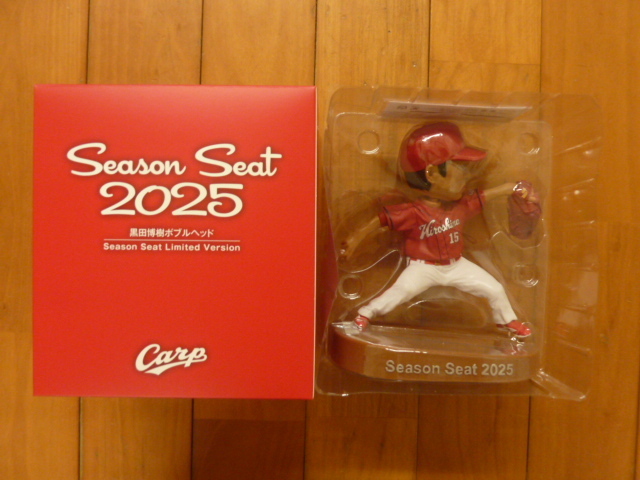 Season Seat
2025
黒田博樹ボブルヘッド
Season Seat Limited Version
Carp
Hiroshima
15
Season Seat 2025